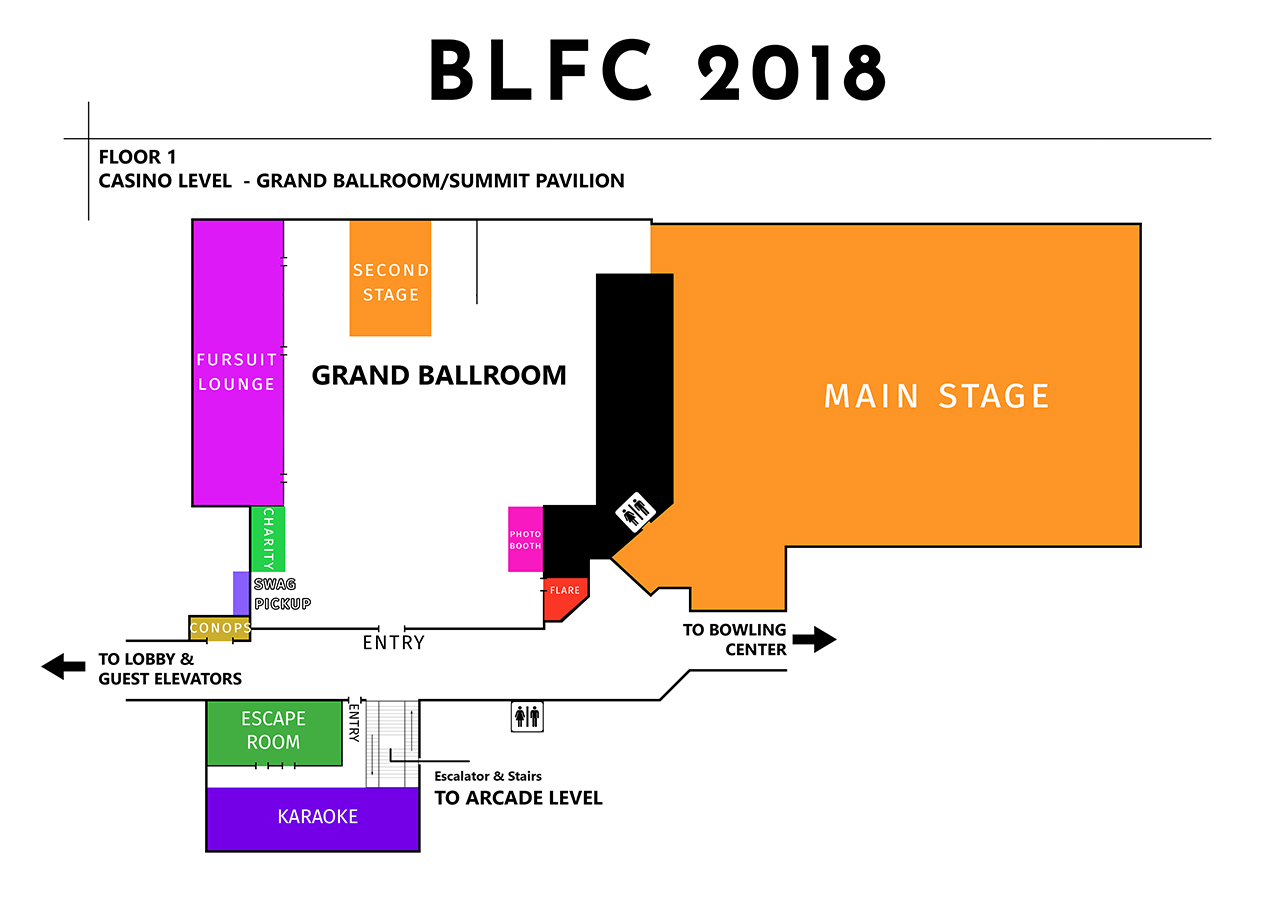 BLFC 2018
FLOOR 1
CASINO LEVEL - GRAND BALLROOM/SUMMIT PAVILION
SECOND
STAGE
FURSUIT
LOUNGE
GRAND BALLROOM
MAIN STAGE
CHARITY
PHOTO
BOOTH
SWAG
PICKUP
FLARE
CONOPS
ENTRY
TO BOWLING
CENTER
TO LOBBY &
GUEST ELEVATORS
ESCAPE
ROOM
ENTRY
Escalator & Stairs
TO ARCADE LEVEL
KARAOKE